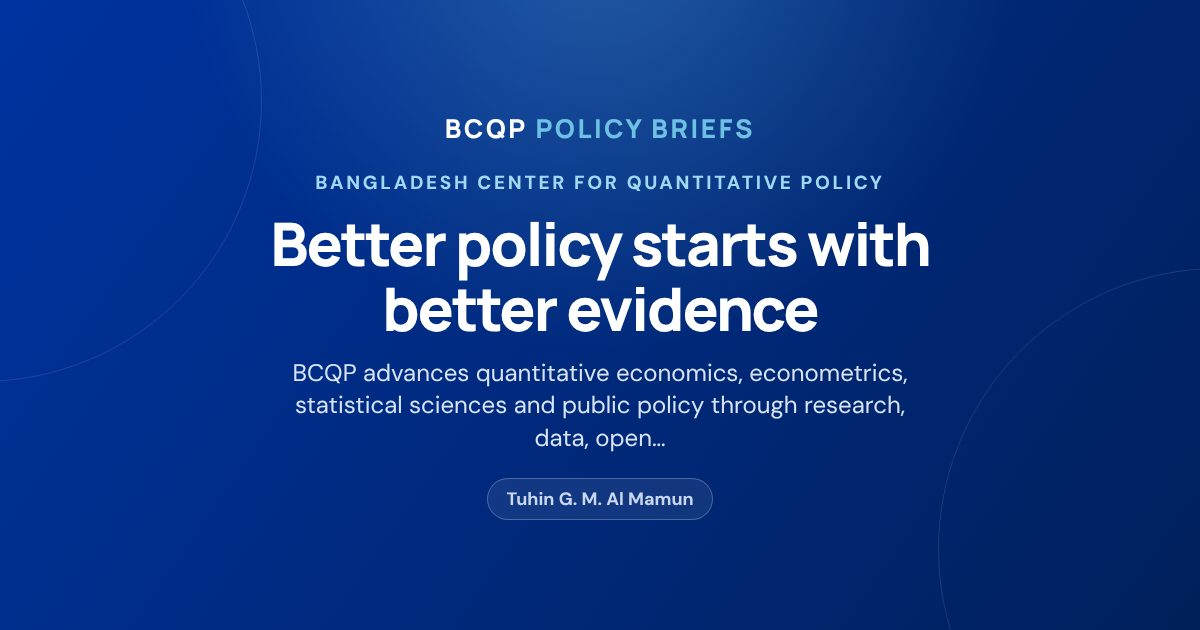 BCQP POLICY BRIEFS
BANGLADESH CENTER FOR QUANTITATIVE POLICY
Better policy starts with
better evidence
BCQP advances quantitative economics, econometrics,
statistical sciences and public policy through research,
data, open...
Tuhin G. M. Al Mamun